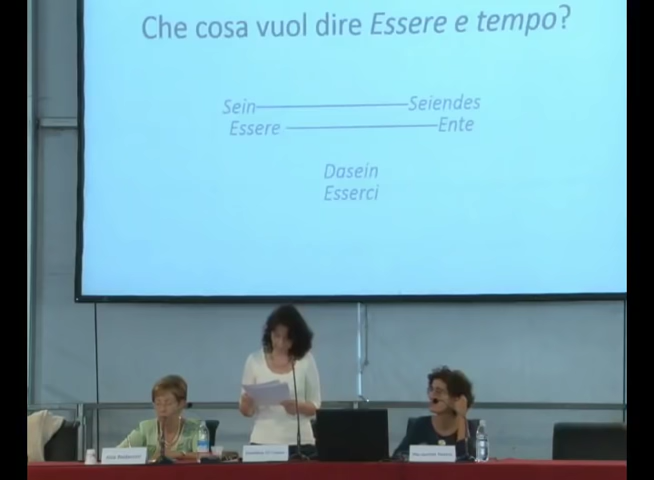 Che cosa vuol dire Essere e tempo?
Sein Seiendes
Essere Ente
Dasein
Esserci